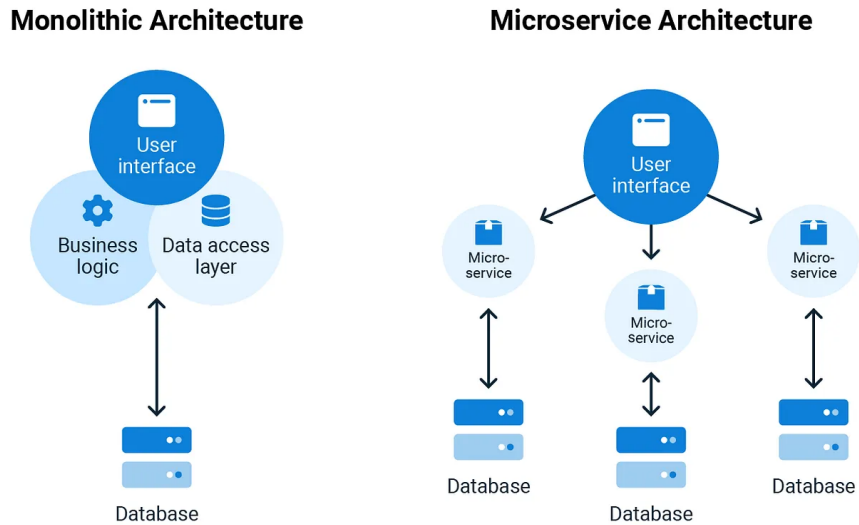 Monolithic Architecture
User
interface
Business
logic
Data access
layer
Database
Microservice Architecture
User
interface
Micro-
service
Micro-
service
Micro-
service
Database
Database
Database